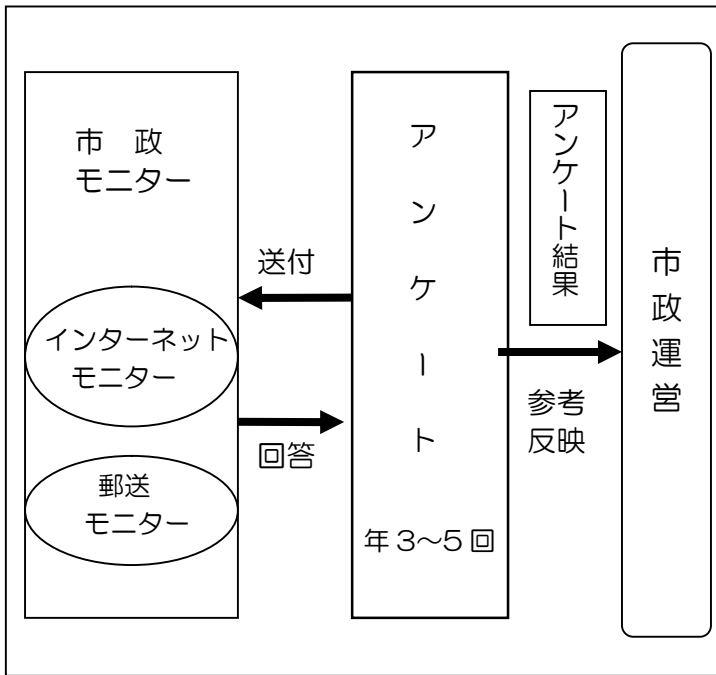 市　政
モニター
インターネット
モニター
郵送
モニター
送付
回答
アンケート
年３～５回
アンケート結果
参考
反映
市政運営